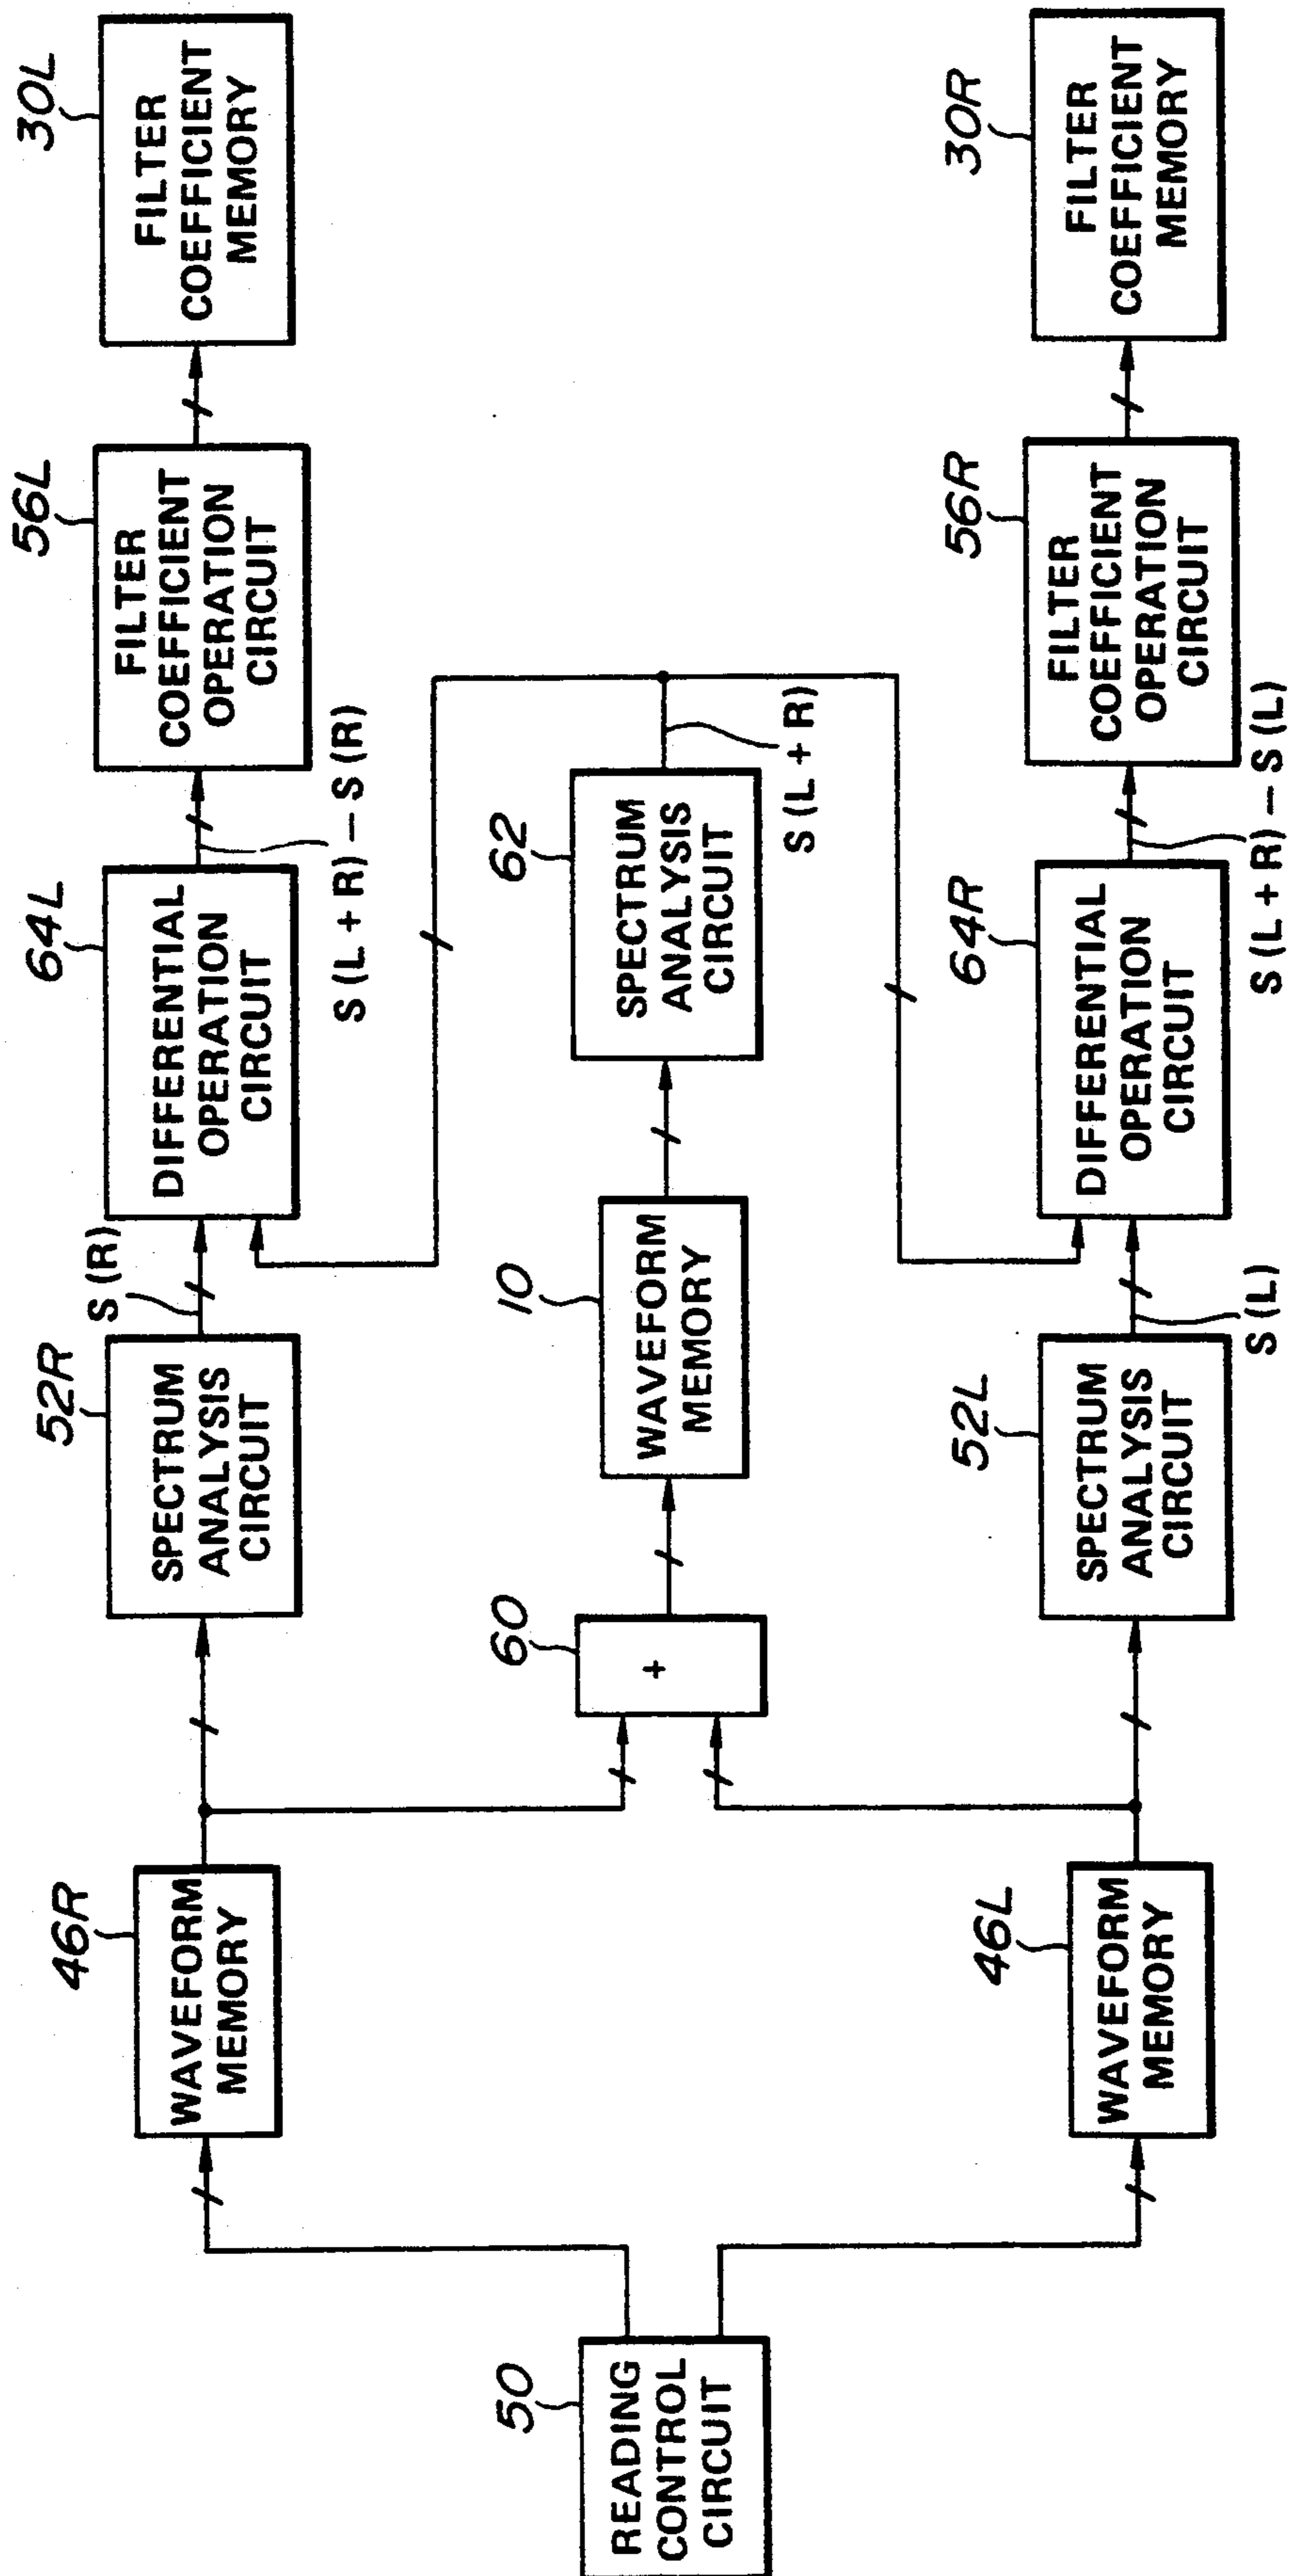 50
READING
CONTROL
CIRCUIT
46R
WAVEFORM
MEMORY
52R
SPECTRUM
ANALYSIS
CIRCUIT
S (R)
64L
DIFFERENTIAL
OPERATION
CIRCUIT
S (L + R) — S (R)
56L
FILTER
COEFFICIENT
OPERATION
CIRCUIT
30L
FILTER
COEFFICIENT
MEMORY
60
+
10
WAVEFORM
MEMORY
62
SPECTRUM
ANALYSIS
CIRCUIT
S (L + R)
46L
WAVEFORM
MEMORY
52L
SPECTRUM
ANALYSIS
CIRCUIT
S (L)
64R
DIFFERENTIAL
OPERATION
CIRCUIT
S (L + R) — S (L)
56R
FILTER
COEFFICIENT
OPERATION
CIRCUIT
30R
FILTER
COEFFICIENT
MEMORY